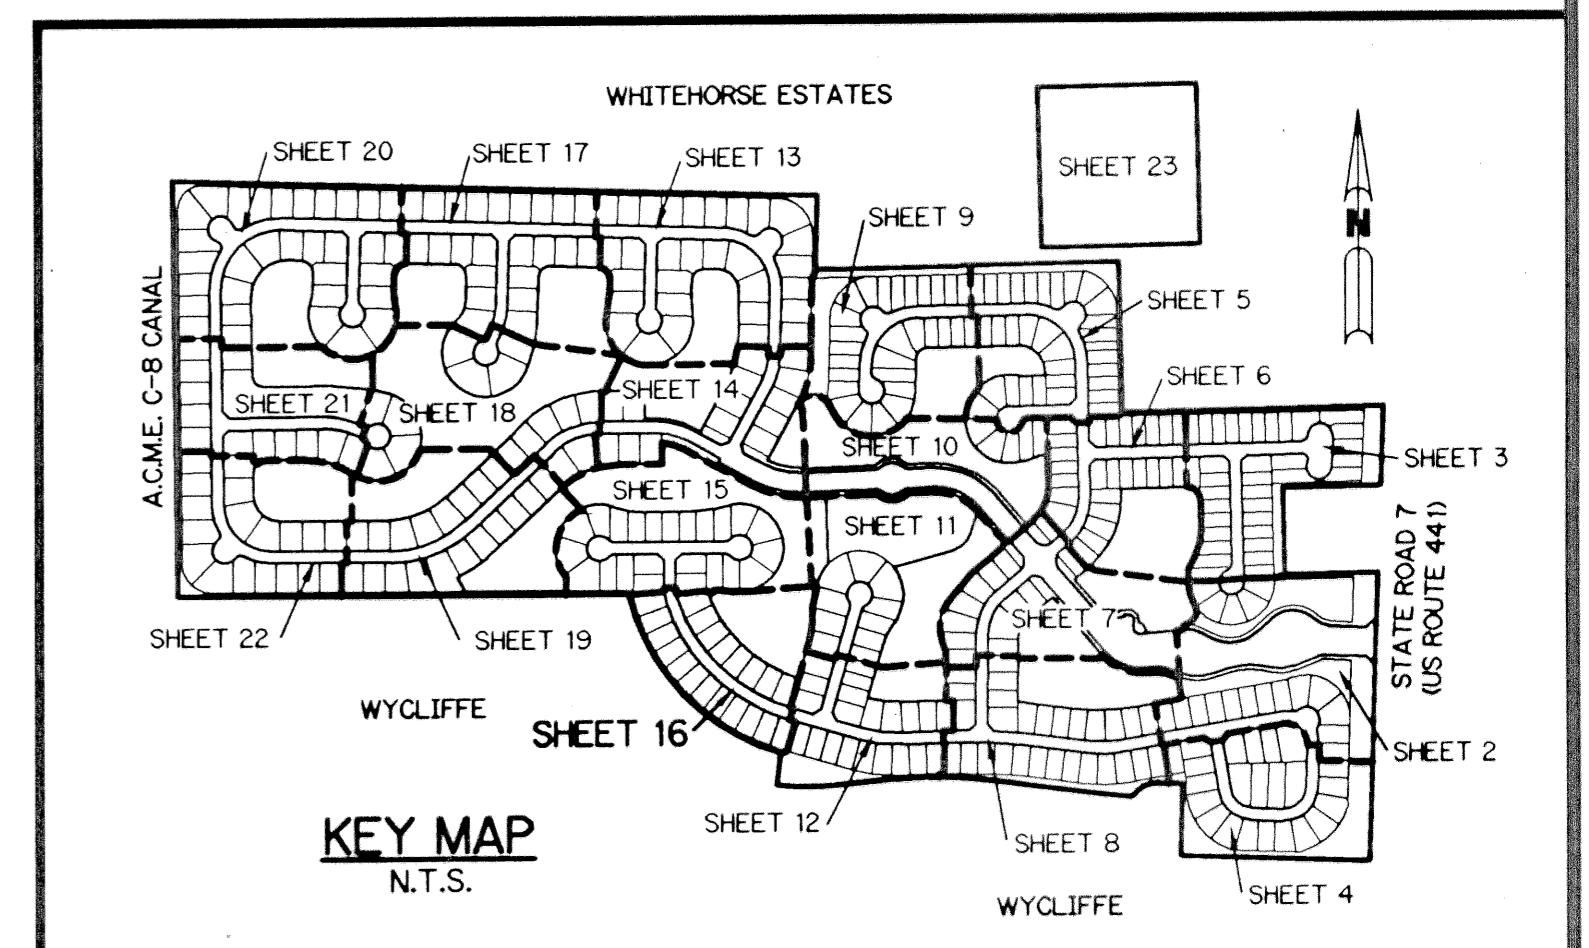 WHITEHORSE ESTATES
SHEET 20
SHEET 17
SHEET 13
SHEET 23
SHEET 9
N
SHEET 5
A.C.M.E. C-8 CANAL
SHEET 6
SHEET 14
SHEET 21
SHEET 18
SHEET 10
SHEET 3
SHEET 15
SHEET 11
STATE ROAD 7
(US ROUTE 441)
SHEET 7
SHEET 22
SHEET 19
WYCLIFFE
SHEET 16
SHEET 2
SHEET 12
SHEET 8
KEY MAP
N.T.S.
SHEET 4
WYCLIFFE